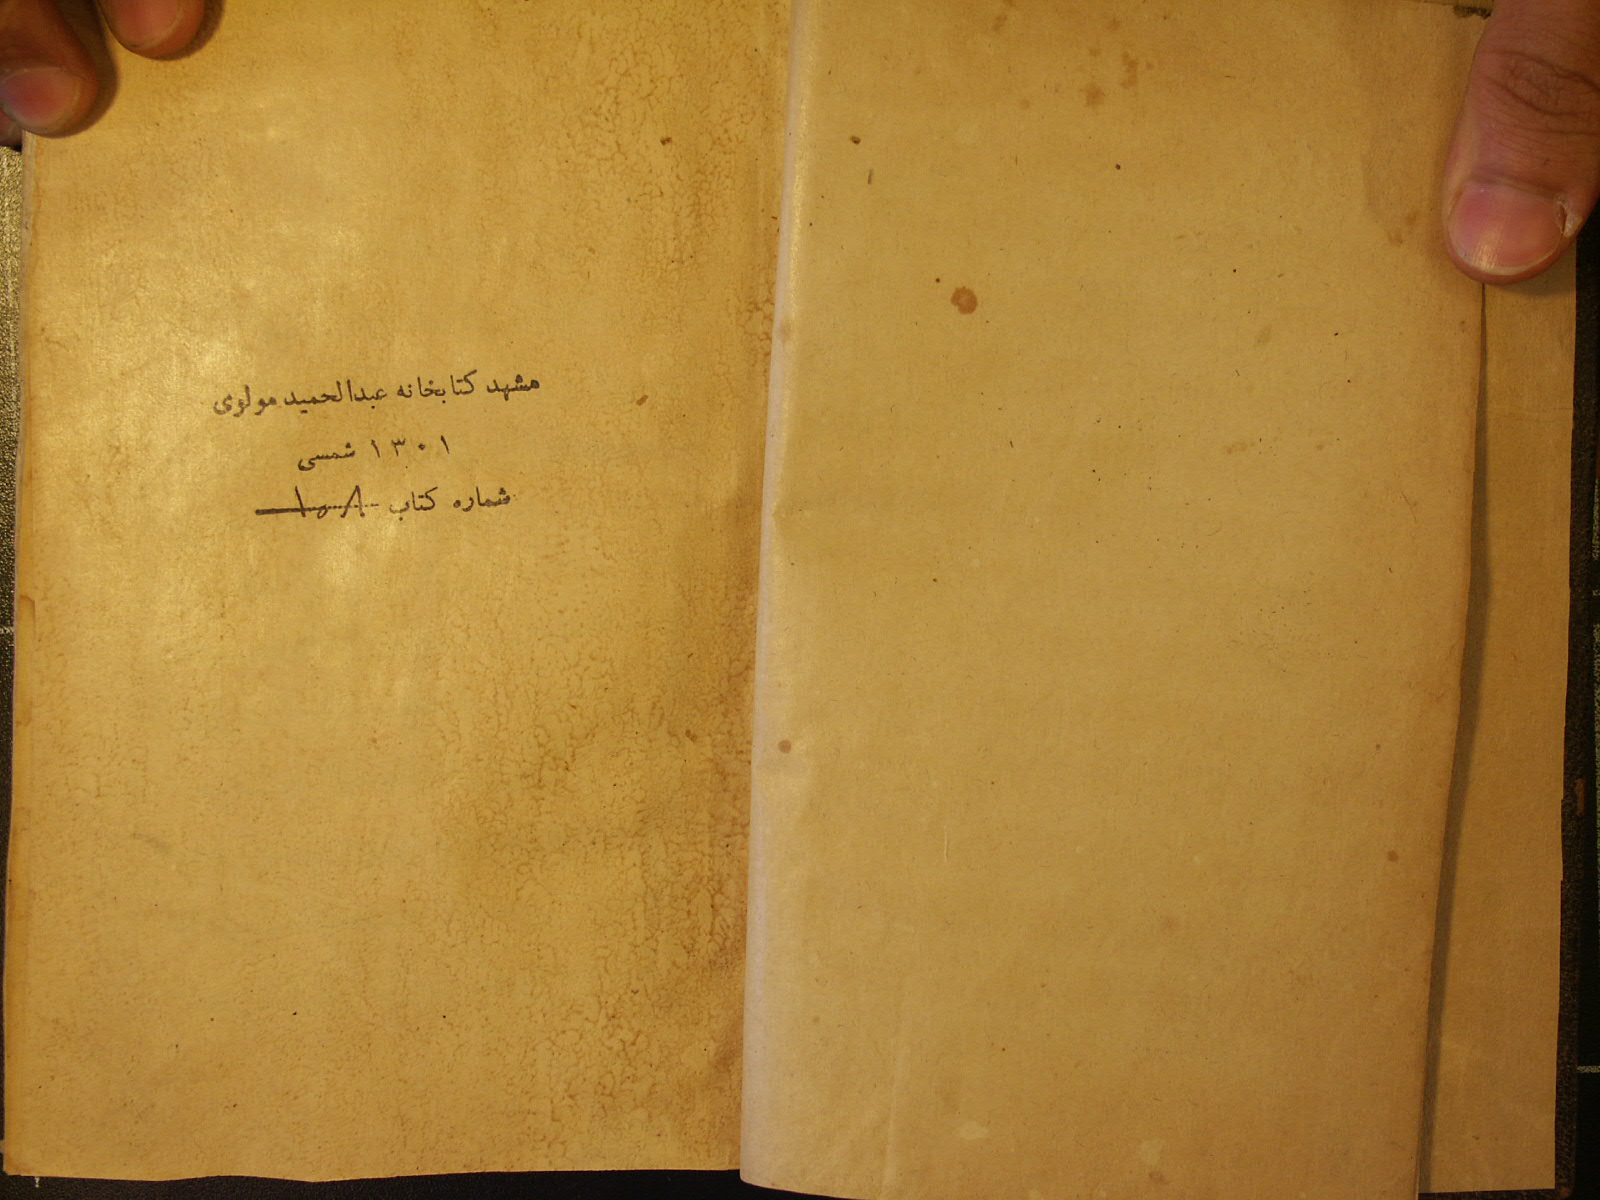 مشهد کتابخانه عبدالحمید مولوی
۱۳۰۱ شمسی
شماره کتاب